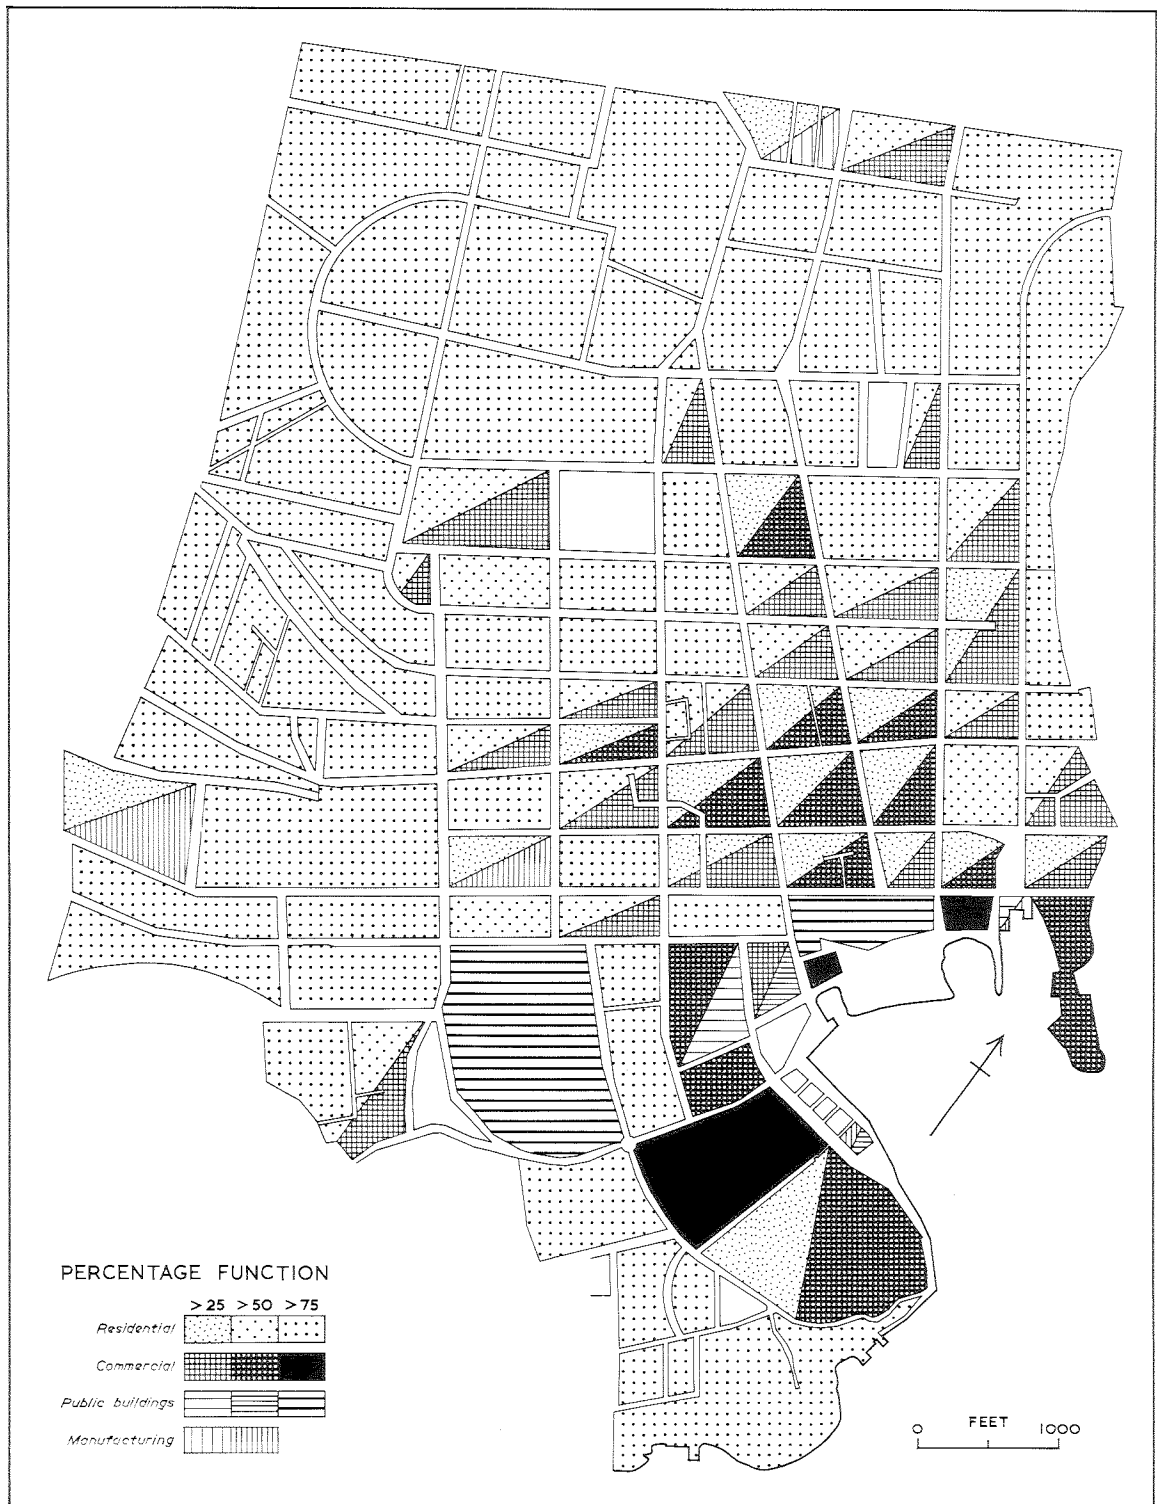 PERCENTAGE FUNCTION
>25 >50 >75
Residential
Commercial
Public buildings
Manufacturing
FEET
0 1000